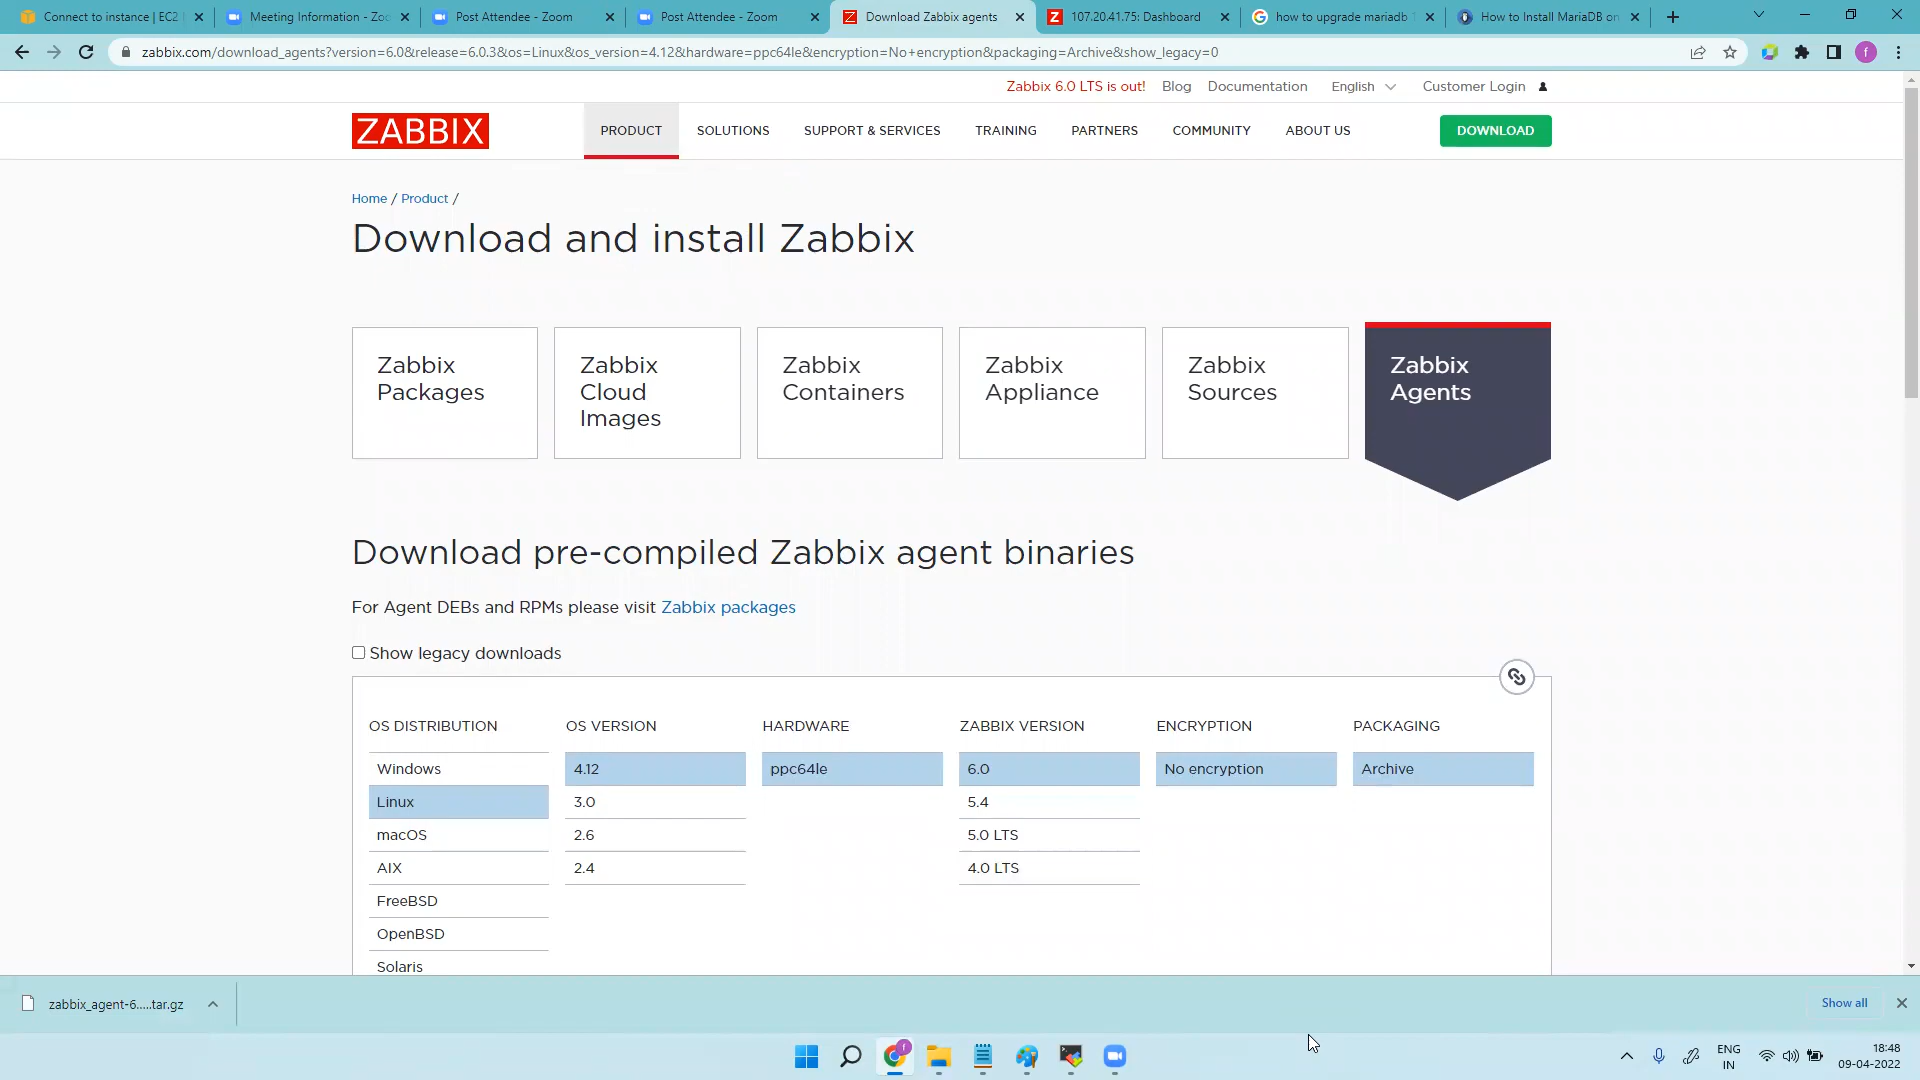 Connect to instance | EC2
Meeting Information - Zoo
Post Attendee - Zoom
Post Attendee - Zoom
Download Zabbix agents
107.20.41.75: Dashboard
how to upgrade mariadb 1
How to Install MariaDB on
zabbix.com/download_agents?version=6.0&release=6.0.3&os=Linux&os_version=4.12&hardware=ppc64le&encryption=No+encryption&packaging=Archive&show_legacy=0
f
Zabbix 6.0 LTS is out!
Blog
Documentation
English
Customer Login
ZABBIX
PRODUCT
SOLUTIONS
SUPPORT & SERVICES
TRAINING
PARTNERS
COMMUNITY
ABOUT US
DOWNLOAD
Home / Product /
Download and install Zabbix
Zabbix
Packages
Zabbix
Cloud
Images
Zabbix
Containers
Zabbix
Appliance
Zabbix
Sources
Zabbix
Agents
Download pre-compiled Zabbix agent binaries
For Agent DEBs and RPMs please visit Zabbix packages
Show legacy downloads
OS DISTRIBUTION
Windows
Linux
macOS
AIX
FreeBSD
OpenBSD
Solaris
OS VERSION
4.12
3.0
2.6
2.4
HARDWARE
ppc64le
ZABBIX VERSION
6.0
5.4
5.0 LTS
4.0 LTS
ENCRYPTION
No encryption
PACKAGING
Archive
zabbix_agent-6.....tar.gz
Show all
ENG
IN
18:48
09-04-2022